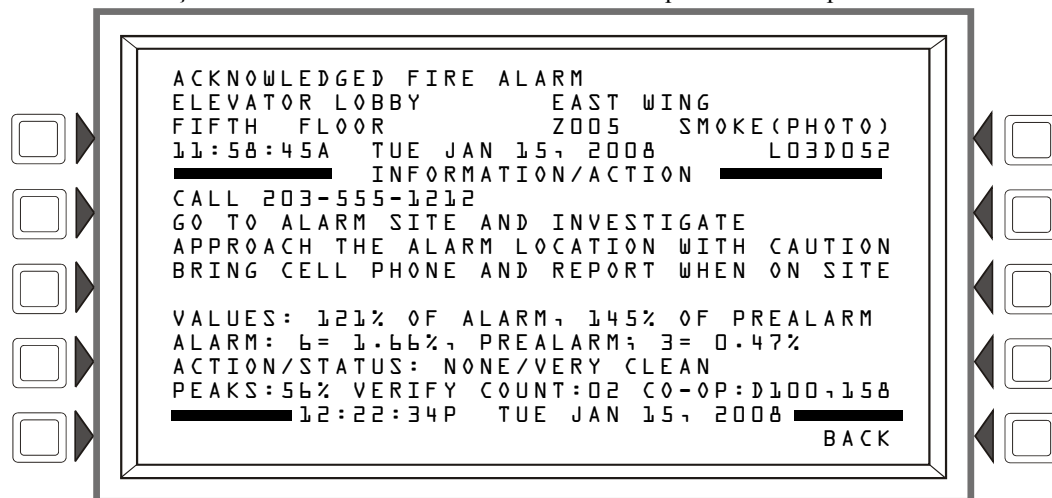 ACKNOWLEDGED FIRE ALARM
ELEVATOR LOBBY EAST WING
FIFTH FLOOR Z005 SMOKE(PHOTO)
11:58:45A TUE JAN 15, 2008 L03D052
INFORMATION/ACTION
CALL 203-555-1212
GO TO ALARM SITE AND INVESTIGATE
APPROACH THE ALARM LOCATION WITH CAUTION
BRING CELL PHONE AND REPORT WHEN ON SITE
VALUES: 121% OF ALARM, 145% OF PREALARM
ALARM: 6= 1.66%, PREALARM; 3= 0.47%
ACTION/STATUS: NONE/VERY CLEAN
PEAKS:56% VERIFY COUNT:02 CO-OP:D100,158
12:22:34P TUE JAN 15, 2008
BACK